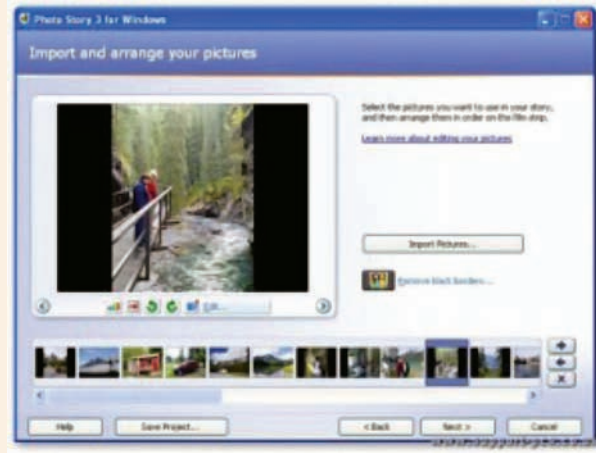 Photo Story 3 for Windows
Import and arrange your pictures
Select the pictures you want to use in your story,
and then arrange them in order on the film strip.
Learn more about editing your pictures
Import Pictures...
Remove black borders...
Edit...
Help
Save Project...
< Back
Next >
Cancel